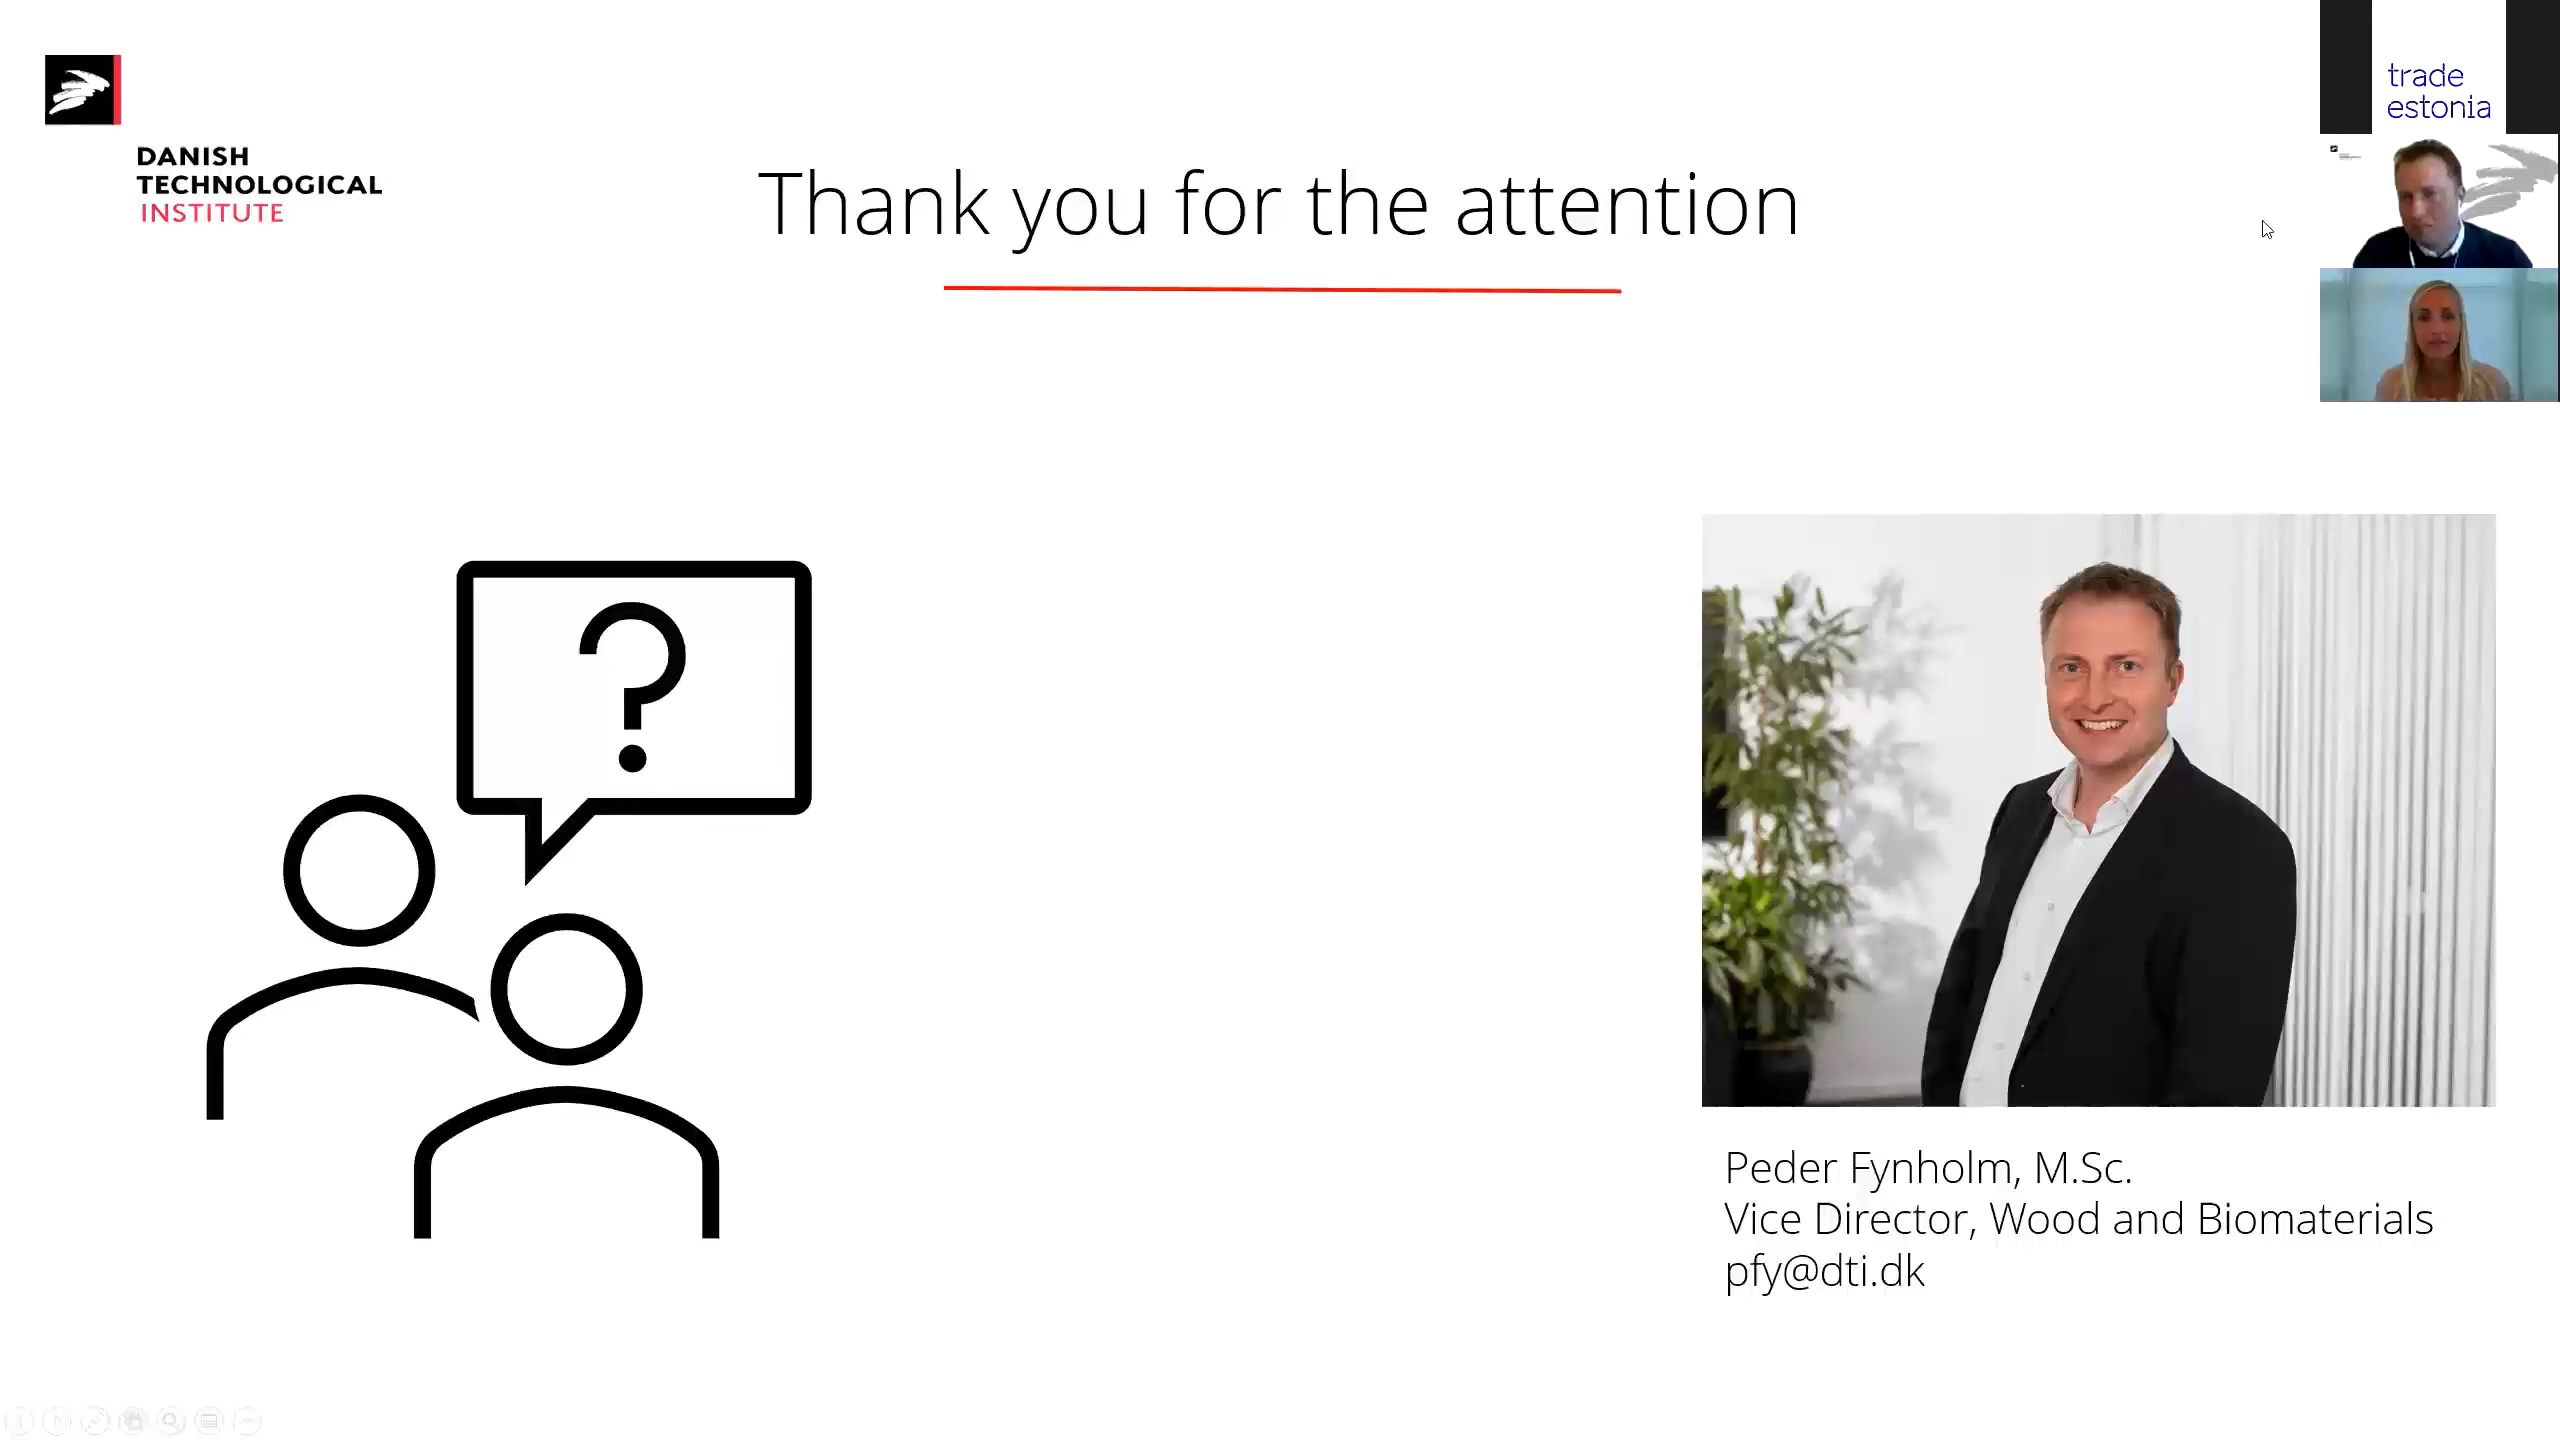 DANISH
TECHNOLOGICAL
INSTITUTE
Thank you for the attention
trade
estonia
?
Peder Fynholm, M.Sc.
Vice Director, Wood and Biomaterials
pfy@dti.dk